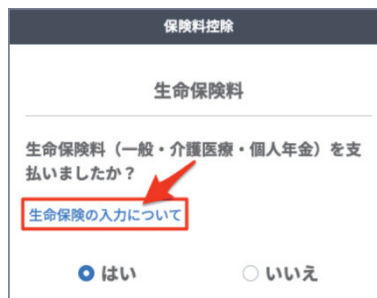 保険料控除
生命保険料
生命保険料（一般・介護医療・個人年金）を支
払いましたか？
生命保険の入力について
はい
いいえ